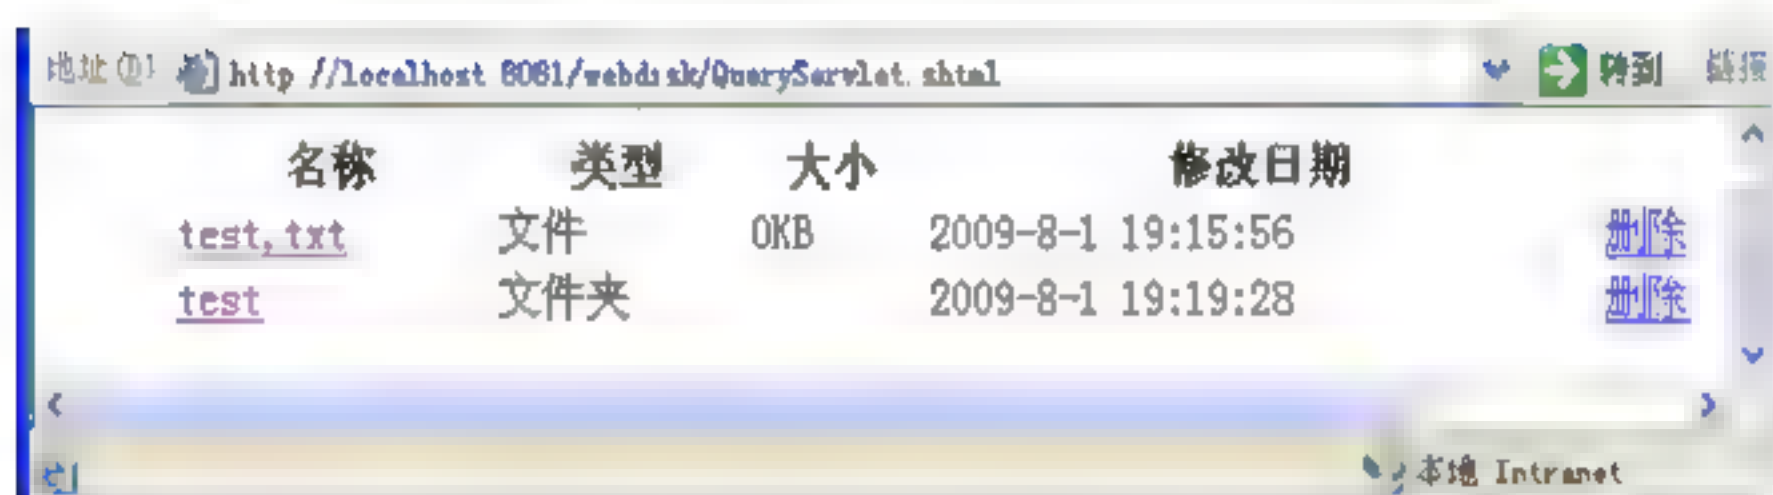 地址(D) http://localhost:8081/webdisk/QueryServlet.shtml 转到 链接
名称 类型 大小 修改日期
test.txt 文件 0KB 2009-8-1 19:15:56 删除
test 文件夹 2009-8-1 19:19:28 删除
本地 Intranet